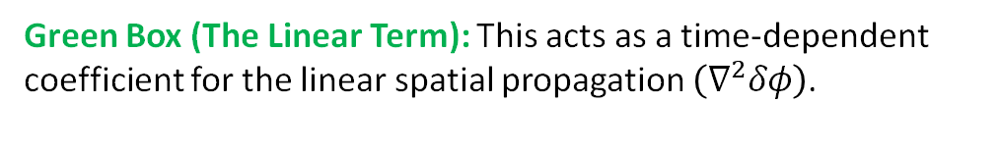 Green Box (The Linear Term): This acts as a time-dependent
coefficient for the linear spatial propagation (∇²δϕ).